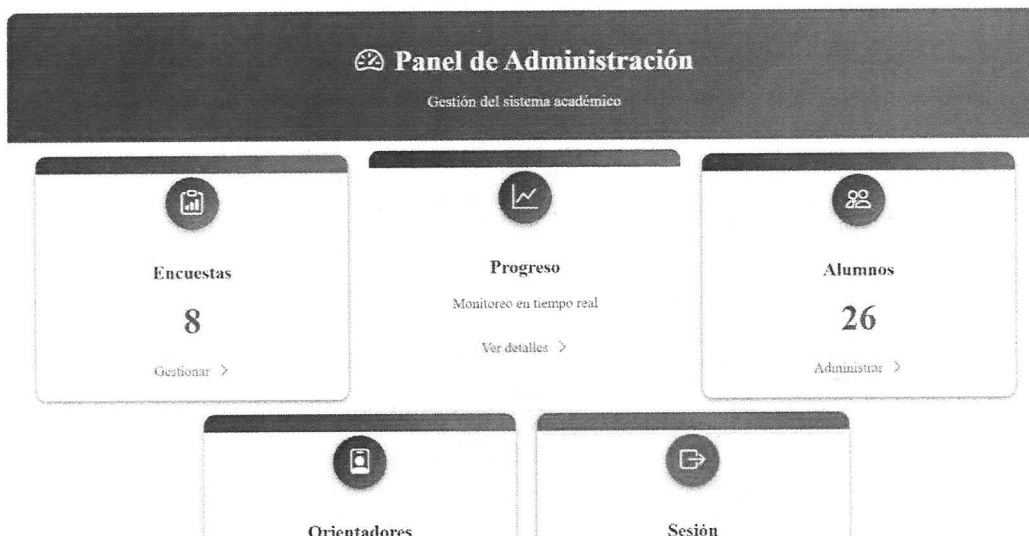 Panel de Administración
Gestión del sistema académico
Encuestas
8
Gestionar >
Progreso
Monitoreo en tiempo real
Ver detalles >
Alumnos
26
Administrar >
Orientadores
Sesión